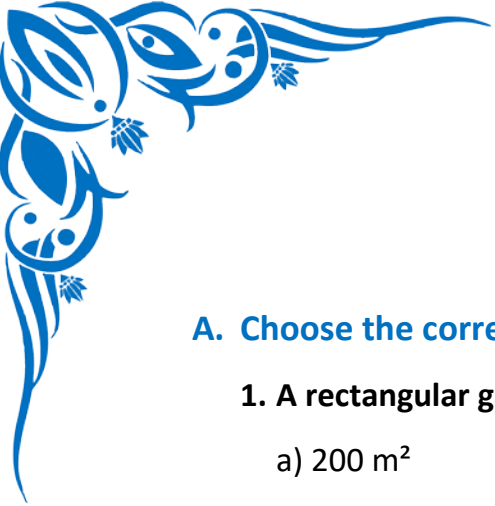 A. Choose the corre
1. A rectangular g
a) 200 m²